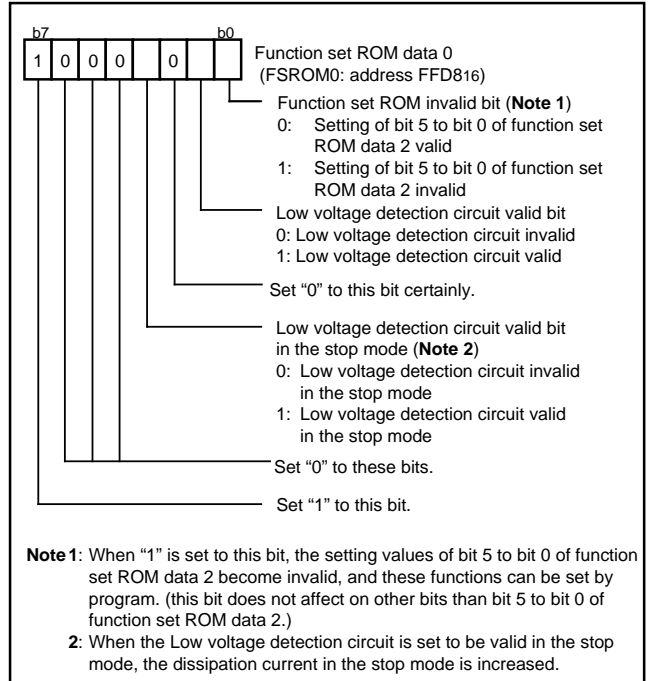 b7 b0
1 0 0 0 0
Function set ROM data 0
(FSROM0: address FFD816)
Function set ROM invalid bit (Note 1)
0: Setting of bit 5 to bit 0 of function set
ROM data 2 valid
1: Setting of bit 5 to bit 0 of function set
ROM data 2 invalid
Low voltage detection circuit valid bit
0: Low voltage detection circuit invalid
1: Low voltage detection circuit valid
Set “0” to this bit certainly.
Low voltage detection circuit valid bit
in the stop mode (Note 2)
0: Low voltage detection circuit invalid
in the stop mode
1: Low voltage detection circuit valid
in the stop mode
Set “0” to these bits.
Set “1” to this bit.
Note 1: When “1” is set to this bit, the setting values of bit 5 to bit 0 of function
set ROM data 2 become invalid, and these functions can be set by
program. (this bit does not affect on other bits than bit 5 to bit 0 of
function set ROM data 2.)
2: When the Low voltage detection circuit is set to be valid in the stop
mode, the dissipation current in the stop mode is increased.